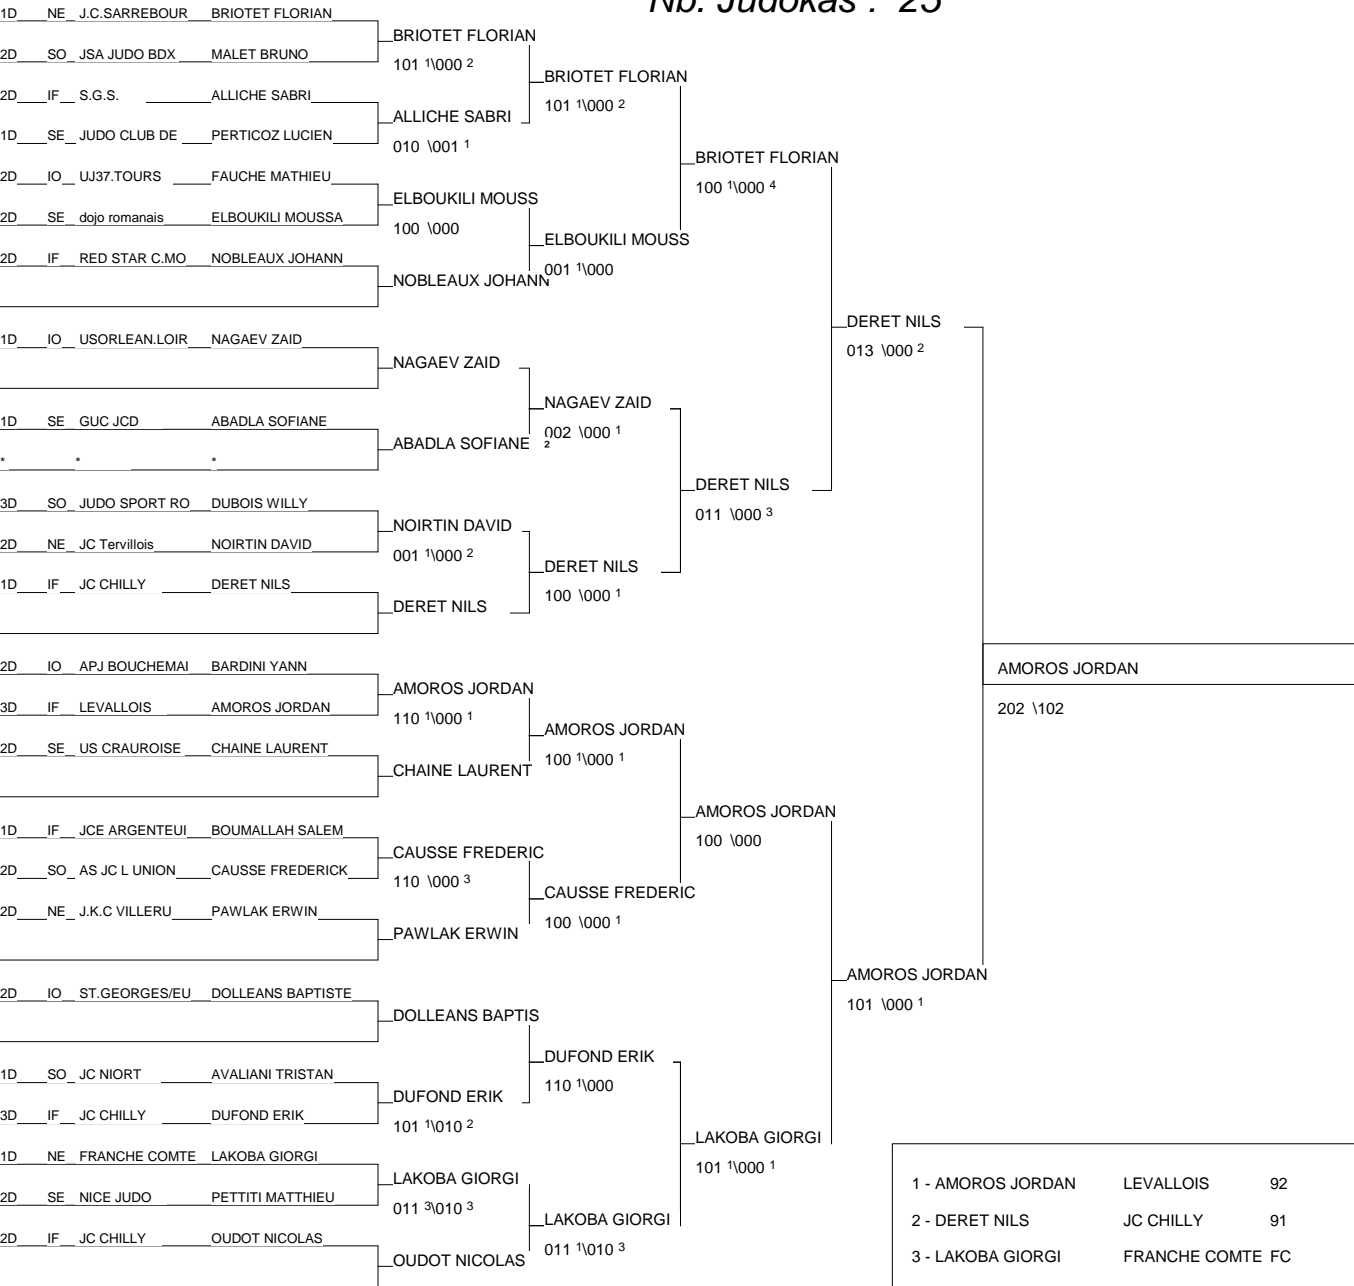 Nb. Judokas : 25
1D NE J.C.SARREBOUR BRIOTET FLORIAN
2D SO JSA JUDO BDX MALET BRUNO
2D IF S.G.S. ALLICHE SABRI
1D SE JUDO CLUB DE PERTICOZ LUCIEN
2D IO UJ37.TOURS FAUCHE MATHIEU
2D SE dojo romanais ELBOUKILI MOUSSA
2D IF RED STAR C.MO NOBLEAUX JOHANN
1D IO USORLEAN.LOIR NAGAEV ZAID
1D SE GUC JCD ABADLA SOFIANE
* * *
3D SO JUDO SPORT RO DUBOIS WILLY
2D NE JC Tervillois NOIRTIN DAVID
1D IF JC CHILLY DERET NILS
2D IO APJ BOUCHEMAI BARDINI YANN
3D IF LEVALLOIS AMOROS JORDAN
2D SE US CRAUROISE CHAINE LAURENT
1D IF JCE ARGENTEUI BOUMALLAH SALEM
2D SO AS JC L UNION CAUSSE FREDERICK
2D NE J.K.C VILLERU PAWLAK ERWIN
2D IO ST.GEORGES/EU DOLLEANS BAPTISTE
1D SO JC NIORT AVALIANI TRISTAN
3D IF JC CHILLY DUFOND ERIK
1D NE FRANCHE COMTE LAKOBA GIORGI
2D SE NICE JUDO PETTITI MATTHIEU
2D IF JC CHILLY OUDOT NICOLAS
BRIOTET FLORIAN
101 1\000 2
ALLICHE SABRI
010 \001 1
ELBOUKILI MOUSS
100 \000
NOBLEAUX JOHANN
NAGAEV ZAID
ABADLA SOFIANE 2
NOIRTIN DAVID
001 1\000 2
DERET NILS
AMOROS JORDAN
110 1\000 1
CHAINE LAURENT
CAUSSE FREDERIC
110 \000 3
PAWLAK ERWIN
DOLLEANS BAPTIS
DUFOND ERIK
101 1\010 2
LAKOBA GIORGI
011 3\010 3
OUDOT NICOLAS
BRIOTET FLORIAN
101 1\000 2
ELBOUKILI MOUSS
001 1\000
NAGAEV ZAID
002 \000 1
DERET NILS
100 \000 1
AMOROS JORDAN
100 1\000 1
CAUSSE FREDERIC
100 \000 1
DUFOND ERIK
110 1\000
LAKOBA GIORGI
011 1\010 3
BRIOTET FLORIAN
100 1\000 4
DERET NILS
011 \000 3
AMOROS JORDAN
100 \000
LAKOBA GIORGI
101 1\000 1
DERET NILS
013 \000 2
AMOROS JORDAN
101 \000 1
AMOROS JORDAN
202 \102
1 - AMOROS JORDAN LEVALLOIS 92
2 - DERET NILS JC CHILLY 91
3 - LAKOBA GIORGI FRANCHE COMTE FC